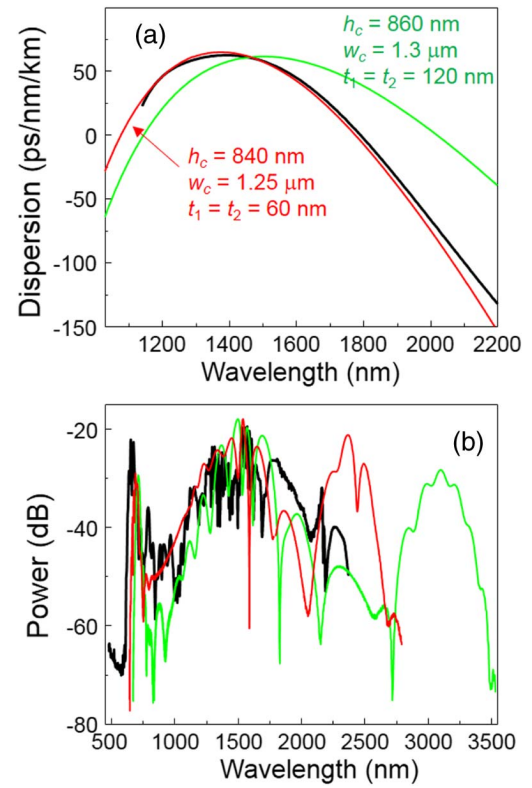 (a)
h_c = 860 nm
w_c = 1.3 μm
t_1 = t_2 = 120 nm
h_c = 840 nm
w_c = 1.25 μm
t_1 = t_2 = 60 nm
Dispersion (ps/nm/km)
50
0
-50
-100
-150
1200 1400 1600 1800 2000 2200
Wavelength (nm)
(b)
Power (dB)
-20
-40
-60
-80
500 1000 1500 2000 2500 3000 3500
Wavelength (nm)